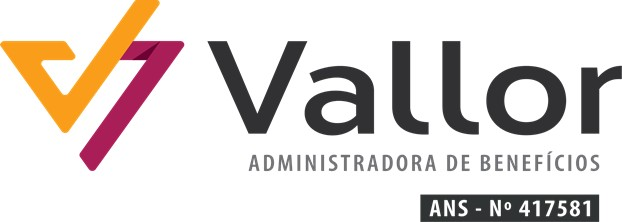 Vallor
ADMINISTRADORA DE BENEFÍCIOS
ANS - Nº 417581